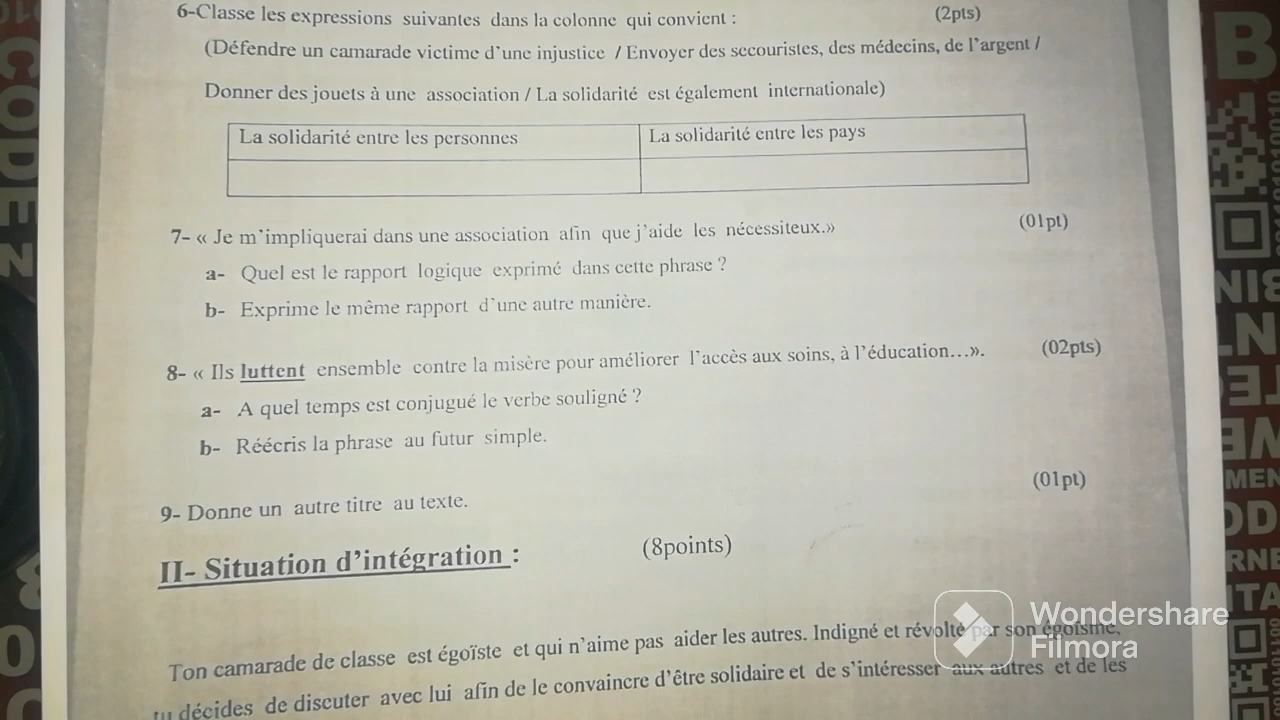 6-Classe les expressions suivantes dans la colonne qui convient : (2pts)
(Défendre un camarade victime d'une injustice / Envoyer des secouristes, des médecins, de l'argent /
Donner des jouets à une association / La solidarité est également internationale)
La solidarité entre les personnes La solidarité entre les pays
7- « Je m'impliquerai dans une association afin que j'aide les nécessiteux.» (01pt)
a- Quel est le rapport logique exprimé dans cette phrase ?
b- Exprime le même rapport d'une autre manière.
8- « Ils luttent ensemble contre la misère pour améliorer l'accès aux soins, à l'éducation…». (02pts)
a- A quel temps est conjugué le verbe souligné ?
b- Réécris la phrase au futur simple.
9- Donne un autre titre au texte. (01pt)
II- Situation d'intégration : (8points)
Ton camarade de classe est égoïste et qui n'aime pas aider les autres. Indigné et révolté par son égoïsme,
tu décides de discuter avec lui afin de le convaincre d'être solidaire et de s'intéresser aux autres et de les
Wondershare
Filmora
CODE